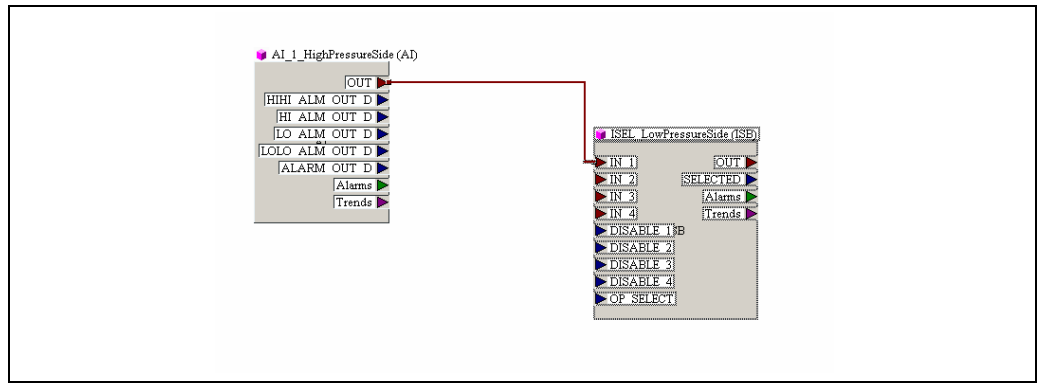 AI_1_HighPressureSide (AI)
OUT
HIHI_ALM_OUT_D
HI_ALM_OUT_D
LO_ALM_OUT_D
LOLO_ALM_OUT_D
ALARM_OUT_D
Alarms
Trends
ISEL_LowPressureSide (ISB)
IN_1
OUT
IN_2
SELECTED
IN_3
Alarms
IN_4
Trends
DISABLE_1
DISABLE_2
DISABLE_3
DISABLE_4
OP_SELECT